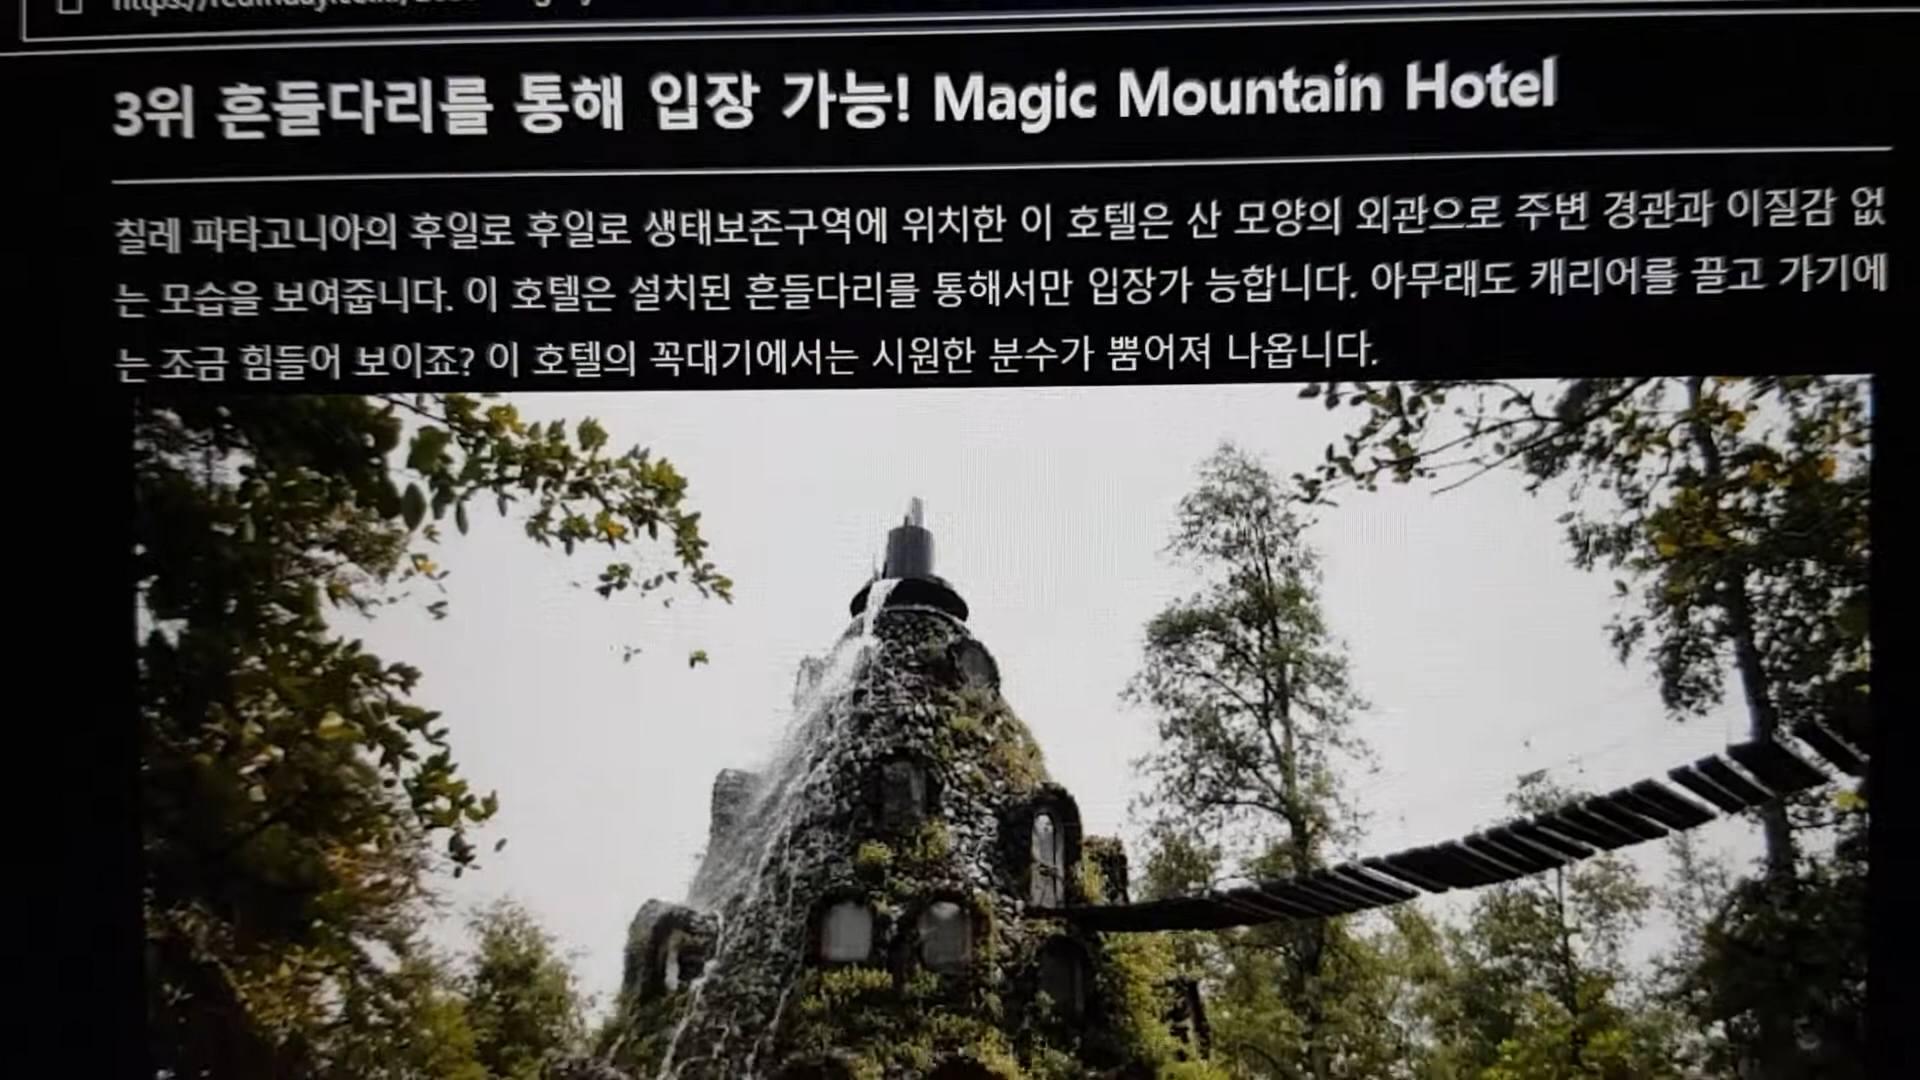 3위 흔들다리를 통해 입장 가능! Magic Mountain Hotel
칠레 파타고니아의 후일로 후일로 생태보존구역에 위치한 이 호텔은 산 모양의 외관으로 주변 경관과 이질감 없
는 모습을 보여줍니다. 이 호텔은 설치된 흔들다리를 통해서만 입장가 능합니다. 아무래도 캐리어를 끌고 가기에
는 조금 힘들어 보이죠? 이 호텔의 꼭대기에서는 시원한 분수가 뿜어져 나옵니다.